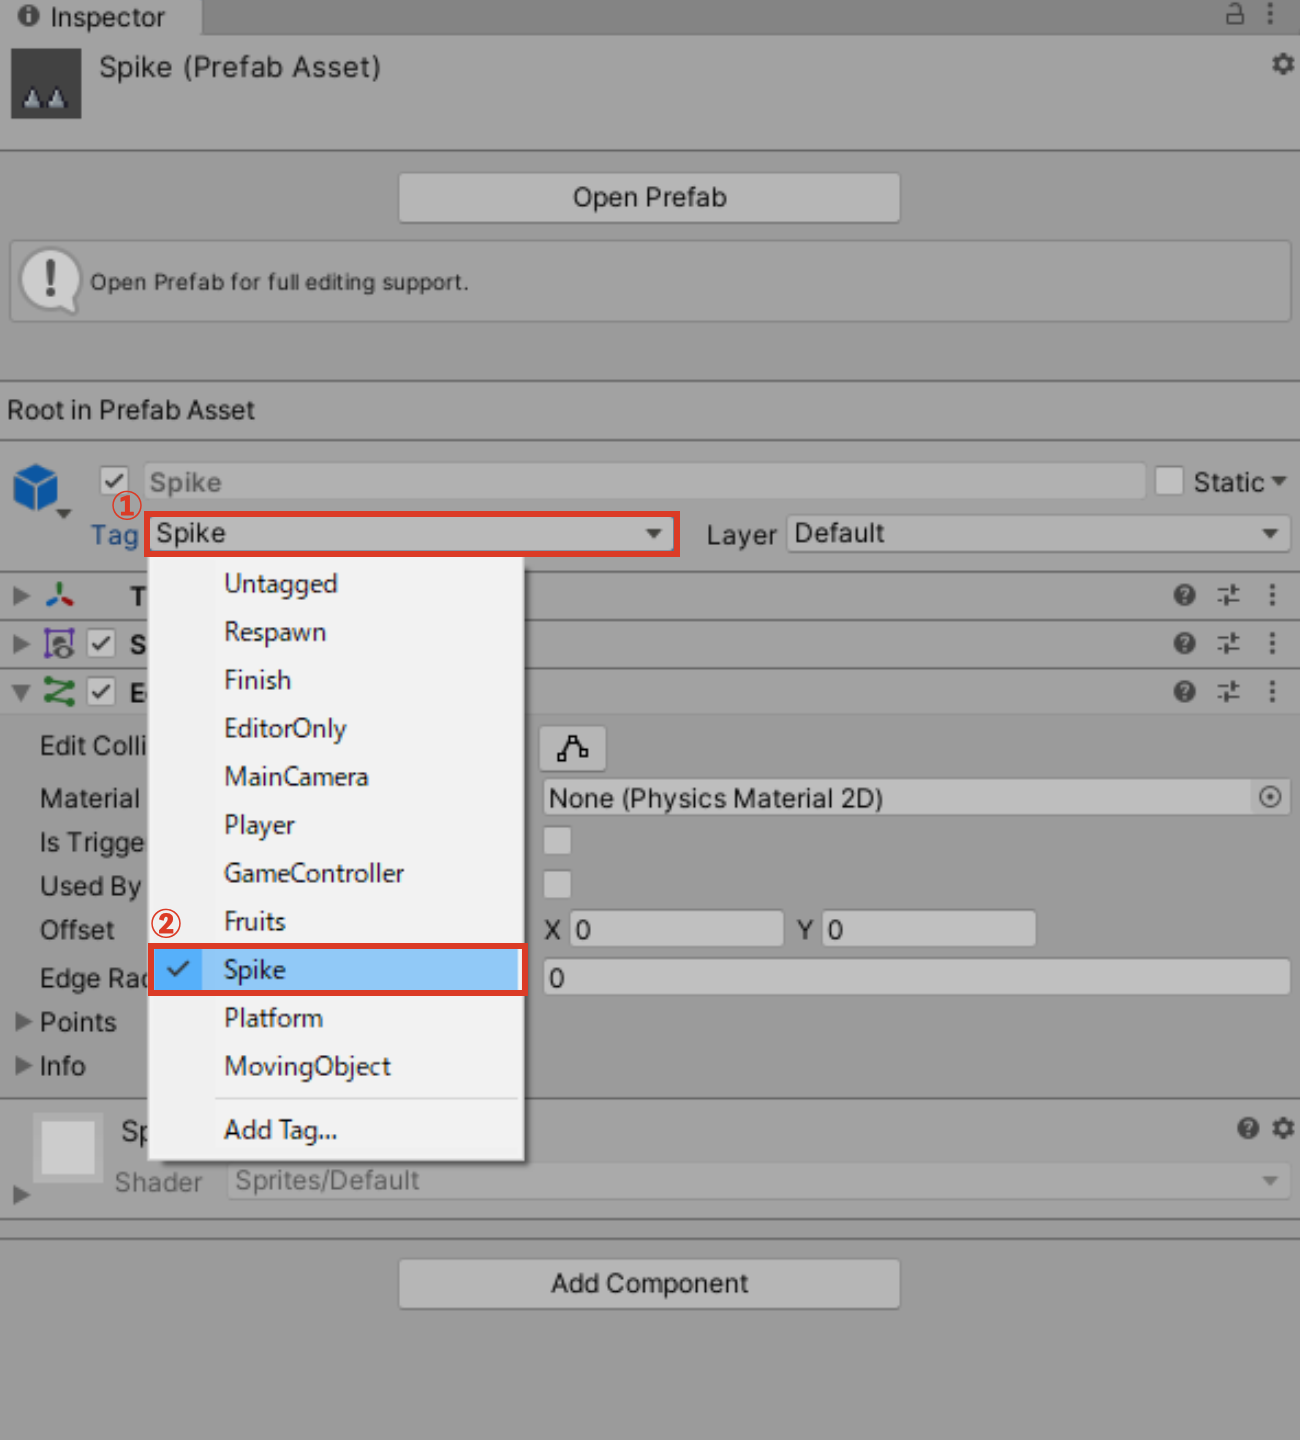 Inspector
Spike (Prefab Asset)
Open Prefab
Open Prefab for full editing support.
Root in Prefab Asset
Spike
Static
①
Tag Spike
Layer Default
Untagged
Respawn
Finish
EditorOnly
MainCamera
Player
GameController
Fruits
②
Spike
Platform
MovingObject
Add Tag...
T
S
E
Edit Colli
Material None (Physics Material 2D)
Is Trigge
Used By
Offset X 0 Y 0
Edge Rad 0
Points
Info
Sp
Shader Sprites/Default
Add Component